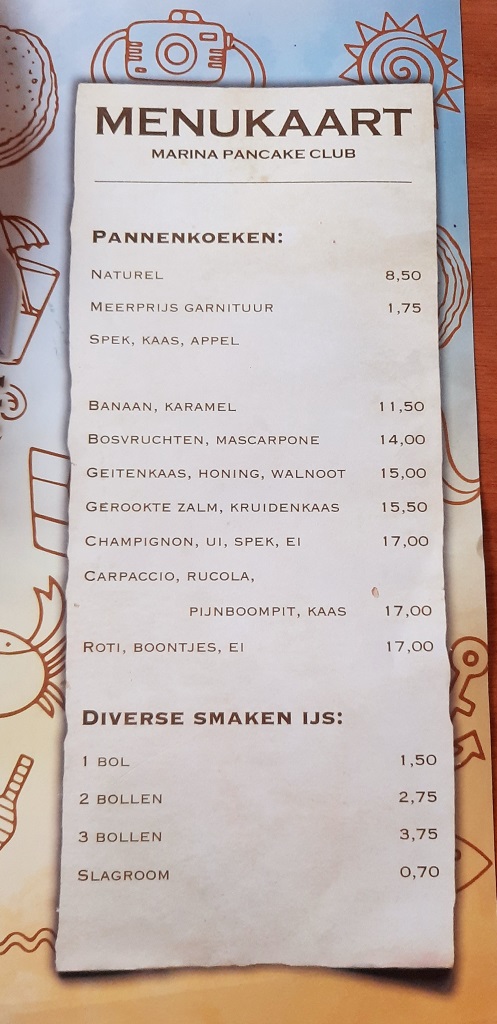 MENUKAART
MARINA PANCAKE CLUB
PANNENKOEKEN:
NATUREL 8,50
MEERPRIJS GARNITUUR 1,75
SPEK, KAAS, APPEL
BANAAN, KARAMEL 11,50
BOSVRUCHTEN, MASCARPONE 14,00
GEITENKAAS, HONING, WALNOOT 15,00
GEROOKTE ZALM, KRUIDENKAAS 15,50
CHAMPIGNON, UI, SPEK, EI 17,00
CARPACCIO, RUCOLA,
PIJNBOOMPIT, KAAS 17,00
ROTI, BOONTJES, EI 17,00
DIVERSE SMAKEN IJS:
1 BOL 1,50
2 BOLLEN 2,75
3 BOLLEN 3,75
SLAGROOM 0,70